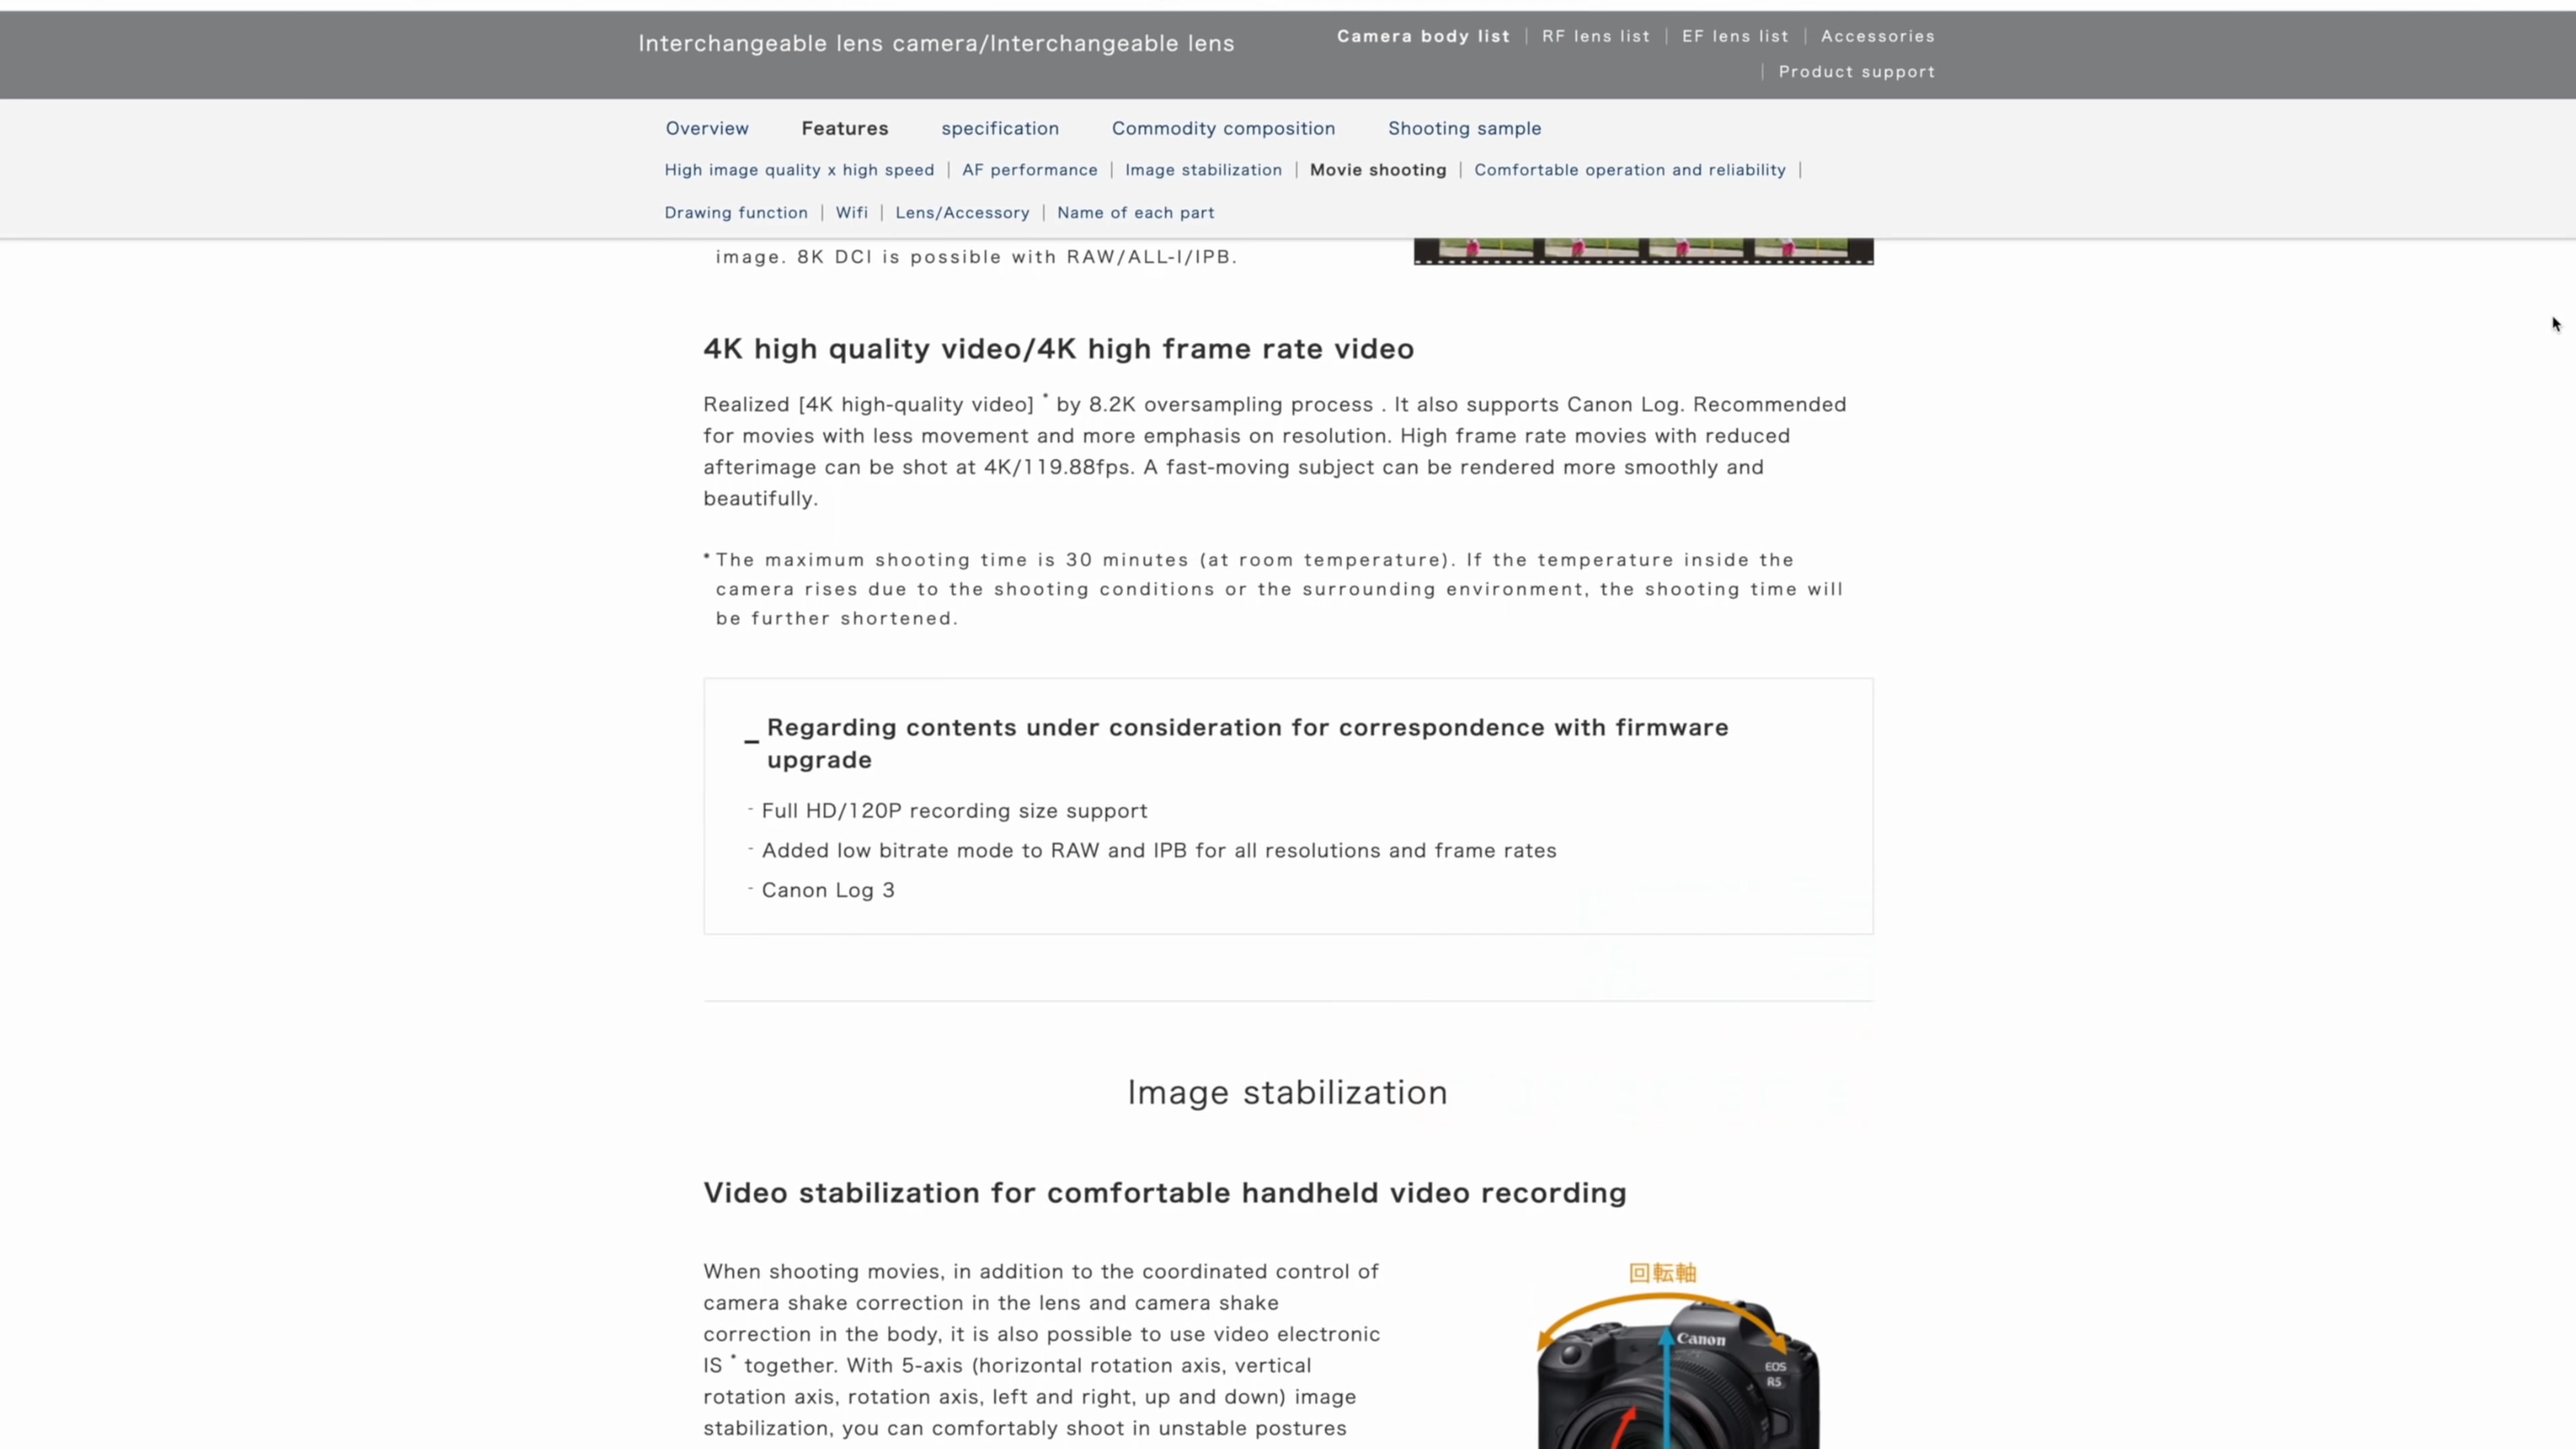 Interchangeable lens camera/Interchangeable lens
Camera body list | RF lens list | EF lens list | Accessories
| Product support
Overview Features specification Commodity composition Shooting sample
High image quality x high speed | AF performance | Image stabilization | Movie shooting | Comfortable operation and reliability |
Drawing function | Wifi | Lens/Accessory | Name of each part
image. 8K DCI is possible with RAW/ALL-I/IPB.
4K high quality video/4K high frame rate video
Realized [4K high-quality video] * by 8.2K oversampling process . It also supports Canon Log. Recommended
for movies with less movement and more emphasis on resolution. High frame rate movies with reduced
afterimage can be shot at 4K/119.88fps. A fast-moving subject can be rendered more smoothly and
beautifully.
* The maximum shooting time is 30 minutes (at room temperature). If the temperature inside the
camera rises due to the shooting conditions or the surrounding environment, the shooting time will
be further shortened.
Regarding contents under consideration for correspondence with firmware
upgrade
- Full HD/120P recording size support
- Added low bitrate mode to RAW and IPB for all resolutions and frame rates
- Canon Log 3
Image stabilization
Video stabilization for comfortable handheld video recording
When shooting movies, in addition to the coordinated control of
camera shake correction in the lens and camera shake
correction in the body, it is also possible to use video electronic
IS * together. With 5-axis (horizontal rotation axis, vertical
rotation axis, rotation axis, left and right, up and down) image
stabilization, you can comfortably shoot in unstable postures
回転軸
Canon
EOS
R5